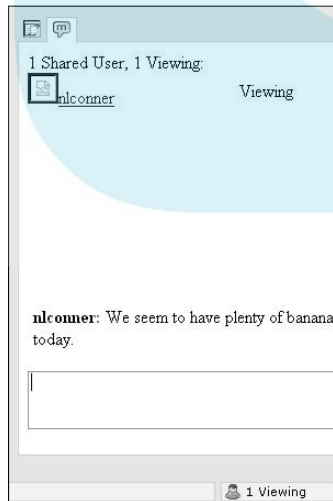 1 Shared User, 1 Viewing:
nlconner Viewing
nlconner: We seem to have plenty of banana
today.
1 Viewing